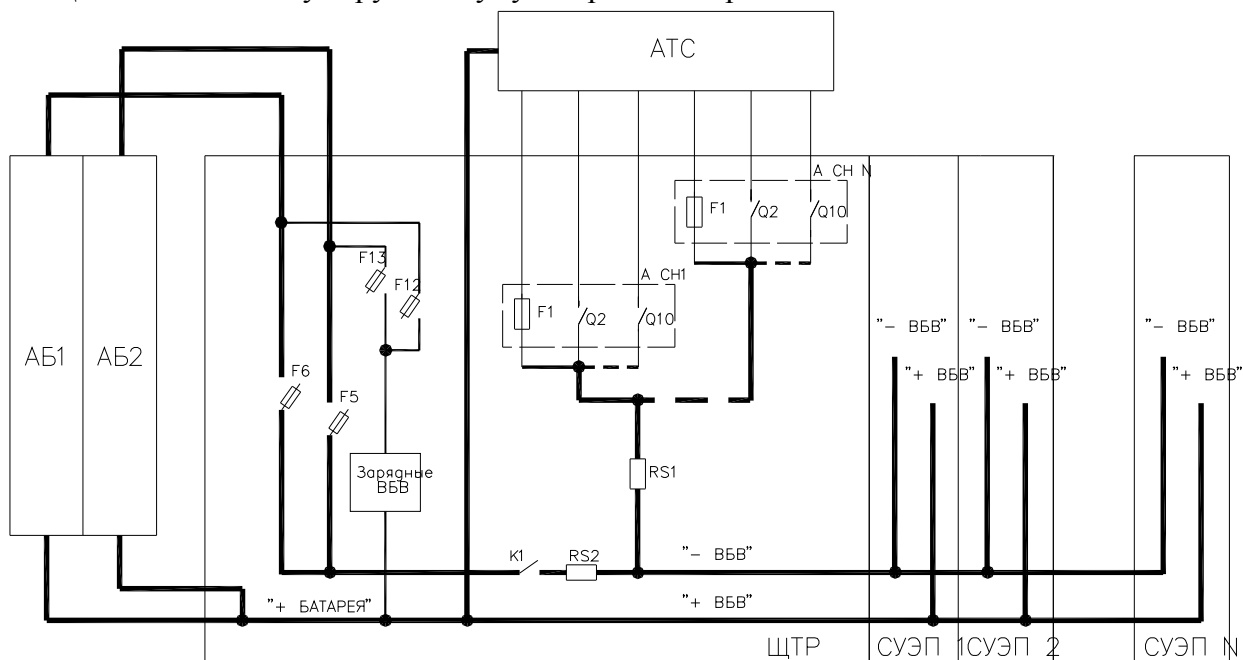 АТС
А СН N
F1
Q2
Q10
F13
F12
А СН1
F1
Q2
Q10
"– ВБВ"
"– ВБВ"
"– ВБВ"
АБ1
АБ2
F6
"+ ВБВ"
"+ ВБВ"
"+ ВБВ"
F5
Зарядные
ВБВ
RS1
К1
RS2
"– ВБВ"
"+ БАТАРЕЯ"
"+ ВБВ"
ЩТР
СУЭП 1
СУЭП 2
СУЭП N